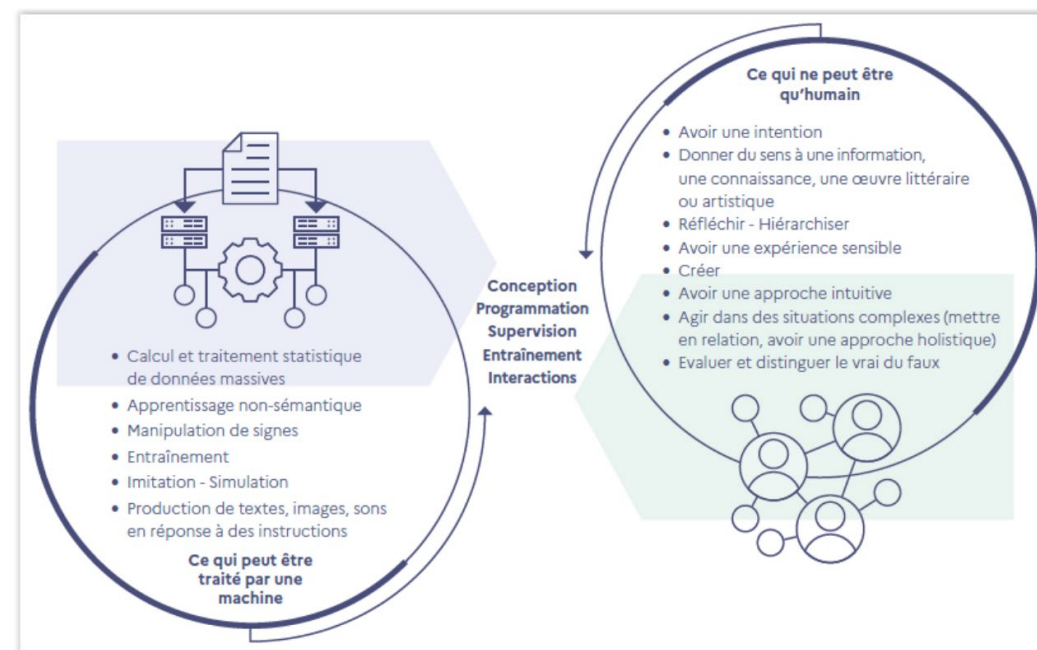 • Calcul et traitement statistique
de données massives
• Apprentissage non-sémantique
• Manipulation de signes
• Entraînement
• Imitation - Simulation
• Production de textes, images, sons
en réponse à des instructions
Ce qui peut être
traité par une
machine
Conception
Programmation
Supervision
Entraînement
Interactions
Ce qui ne peut être
qu’humain
• Avoir une intention
• Donner du sens à une information,
une connaissance, une œuvre littéraire
ou artistique
• Réfléchir - Hiérarchiser
• Avoir une expérience sensible
• Créer
• Avoir une approche intuitive
• Agir dans des situations complexes (mettre
en relation, avoir une approche holistique)
• Evaluer et distinguer le vrai du faux